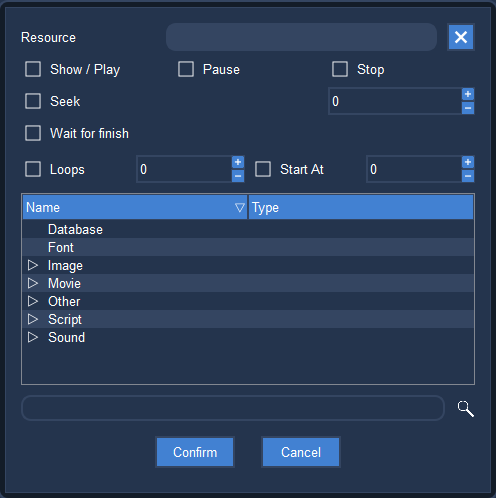 Resource
Show / Play Pause Stop
Seek 0
Wait for finish
Loops 0 Start At 0
Name Type
Database
Font
Image
Movie
Other
Script
Sound
Confirm Cancel